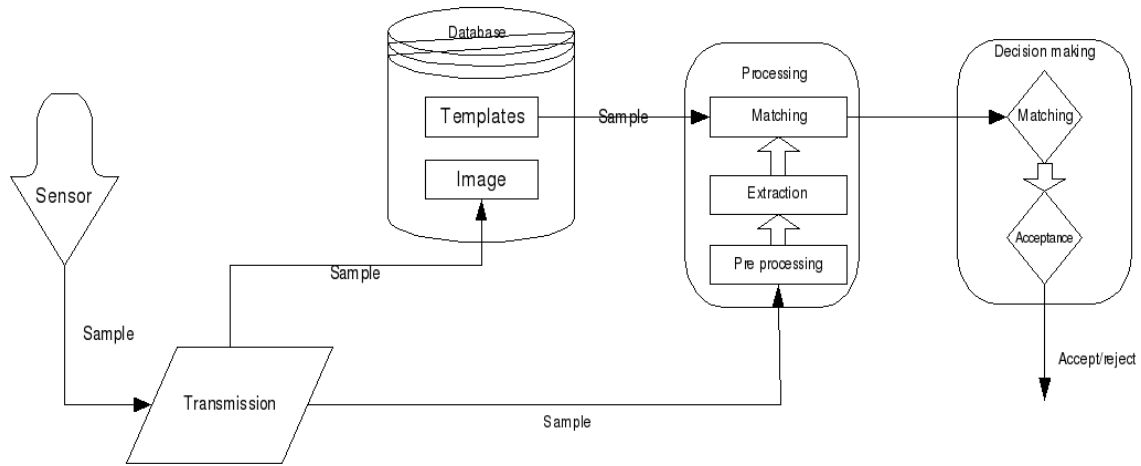 Database
Decision making
Processing
Templates
Sample
Matching
Matching
Image
Sensor
Extraction
Acceptance
Pre processing
Sample
Sample
Accept/reject
Transmission
Sample